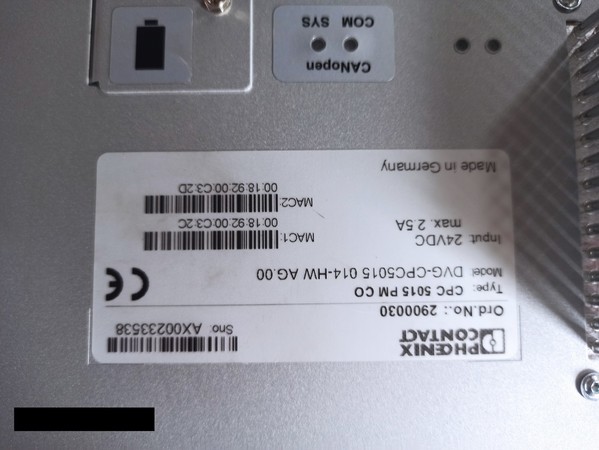 PHOENIX
CONTACT
Ord.No.: 2900030
Sno: AX00233538
Type: CPC 5015 PM CO
Model: DVG-CPC5015 014-HW AG.00
CE
Input: 24VDC
max. 2.5A
MAC1:
00:18:92:00:C3:2C
MAC2:
00:18:92:00:C3:2D
Made in Germany
CANopen
COM SYS